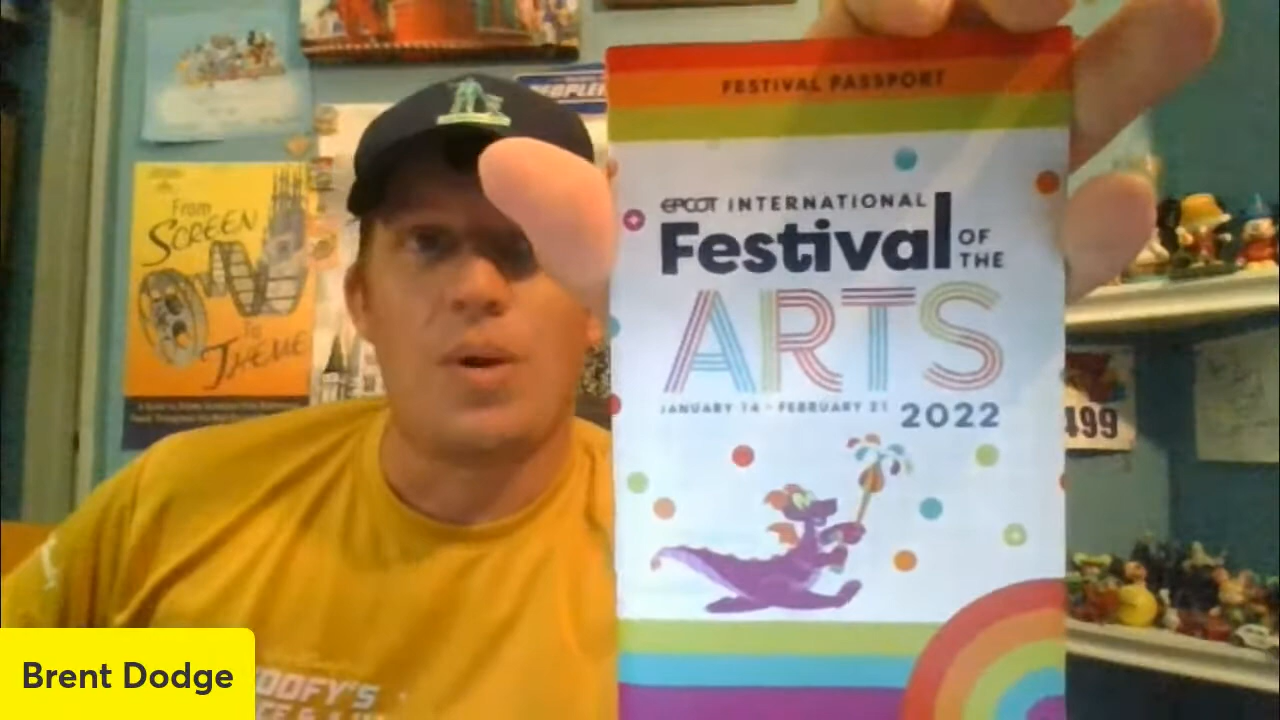 FESTIVAL PASSPORT
EPCOT INTERNATIONAL
Festival OF THE
ARTS
JANUARY 14 - FEBRUARY 21 2022
From
SCREEN
To
THEME
499
Brent Dodge
OOFY'S